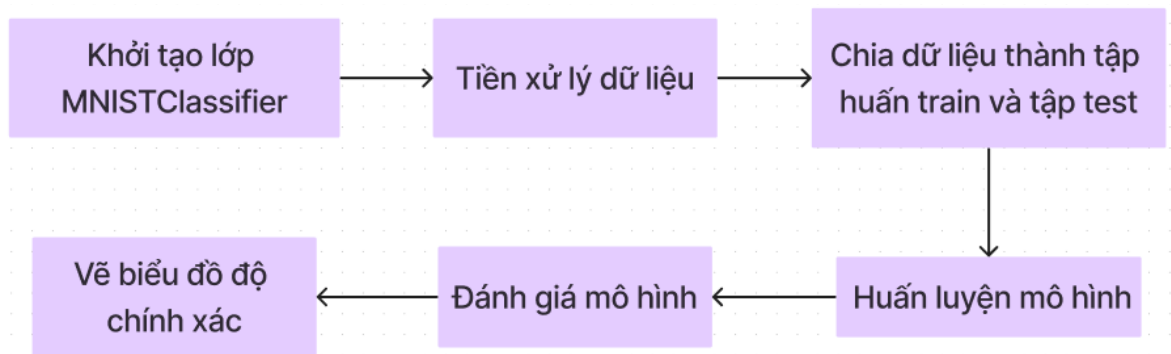 Khởi tạo lớp
MNISTClassifier
Tiền xử lý dữ liệu
Chia dữ liệu thành tập
huấn train và tập test
Huấn luyện mô hình
Đánh giá mô hình
Vẽ biểu đồ độ
chính xác